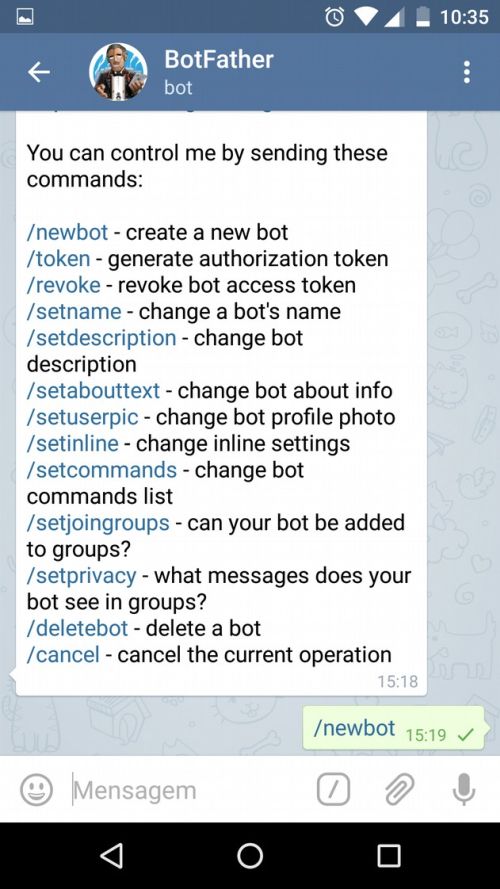 10:35
BotFather
bot
You can control me by sending these
commands:
/newbot - create a new bot
/token - generate authorization token
/revoke - revoke bot access token
/setname - change a bot's name
/setdescription - change bot
description
/setabouttext - change bot about info
/setuserpic - change bot profile photo
/setinline - change inline settings
/setcommands - change bot
commands list
/setjoingroups - can your bot be added
to groups?
/setprivacy - what messages does your
bot see in groups?
/deletebot - delete a bot
/cancel - cancel the current operation
15:18
/newbot 15:19
Mensagem